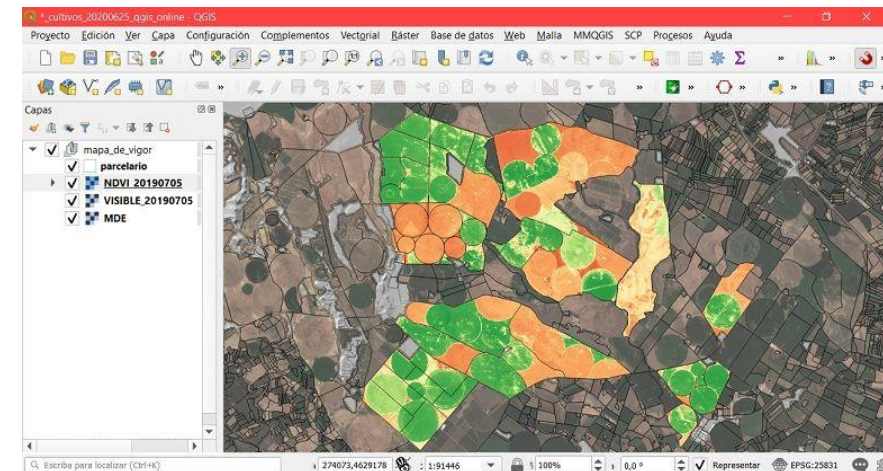 *_cultivos_20200625_qgis_online - QGIS
Proyecto Edición Ver Capa Configuración Complementos Vectorial Ráster Base de datos Web Malla MMQGIS SCP Procesos Ayuda
Capas
mapa_de_vigor
parcelario
NDVI_20190705
VISIBLE_20190705
MDE
Escriba para localizar (Ctrl+K)
274073,4629178
1:91446
100%
0,0 °
Representar
EPSG:25831